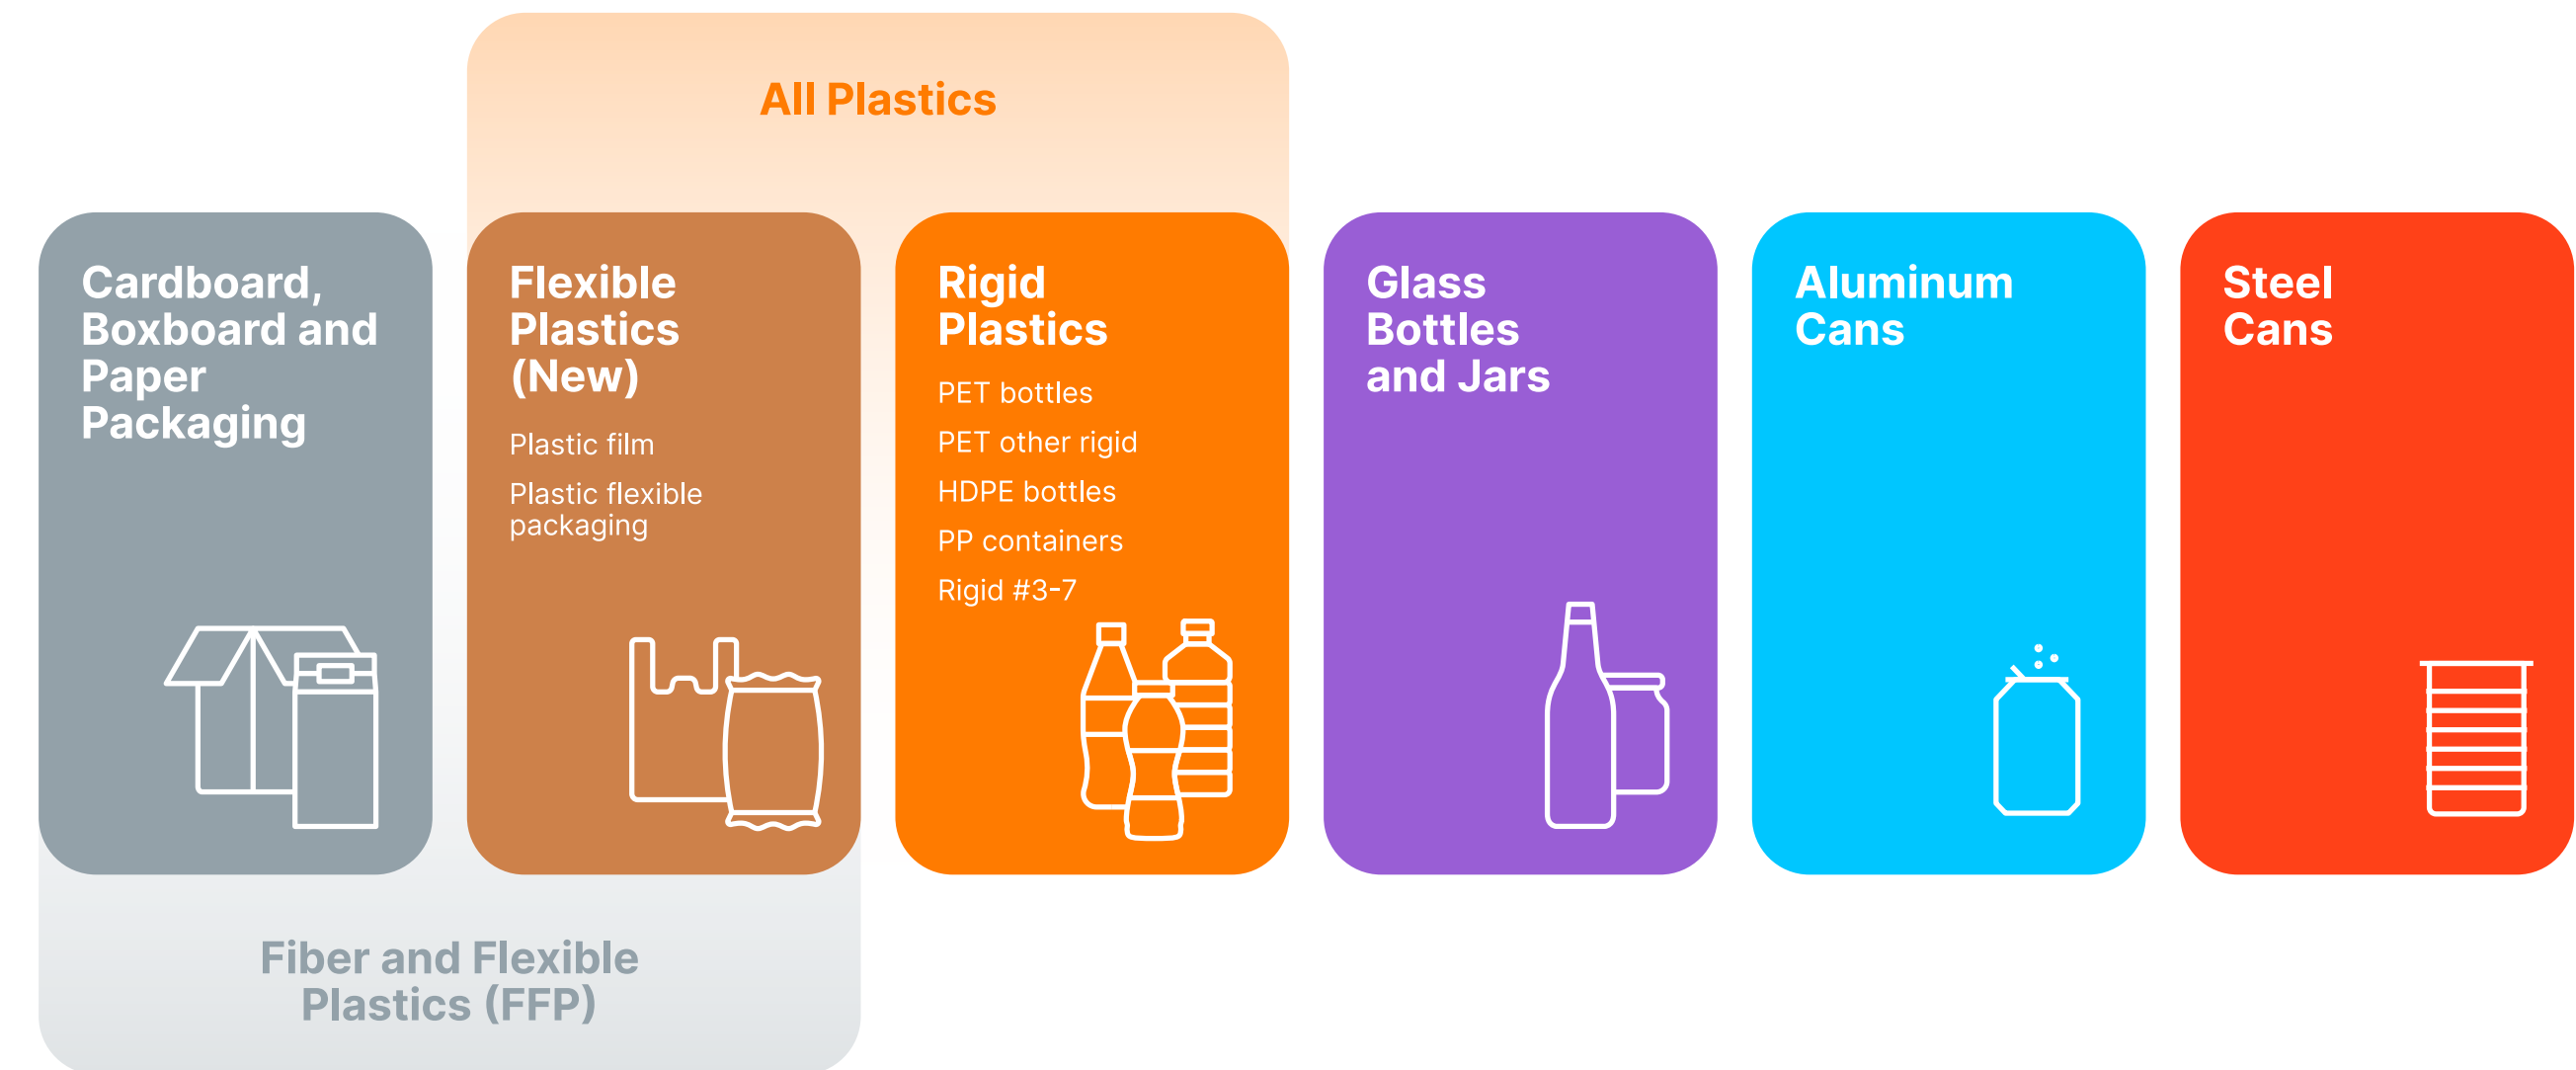 All Plastics
Cardboard,
Boxboard and
Paper
Packaging
Flexible
Plastics
(New)
Plastic film
Plastic flexible
packaging
Rigid
Plastics
PET bottles
PET other rigid
HDPE bottles
PP containers
Rigid #3-7
Glass
Bottles
and Jars
Aluminum
Cans
Steel
Cans
Fiber and Flexible
Plastics (FFP)